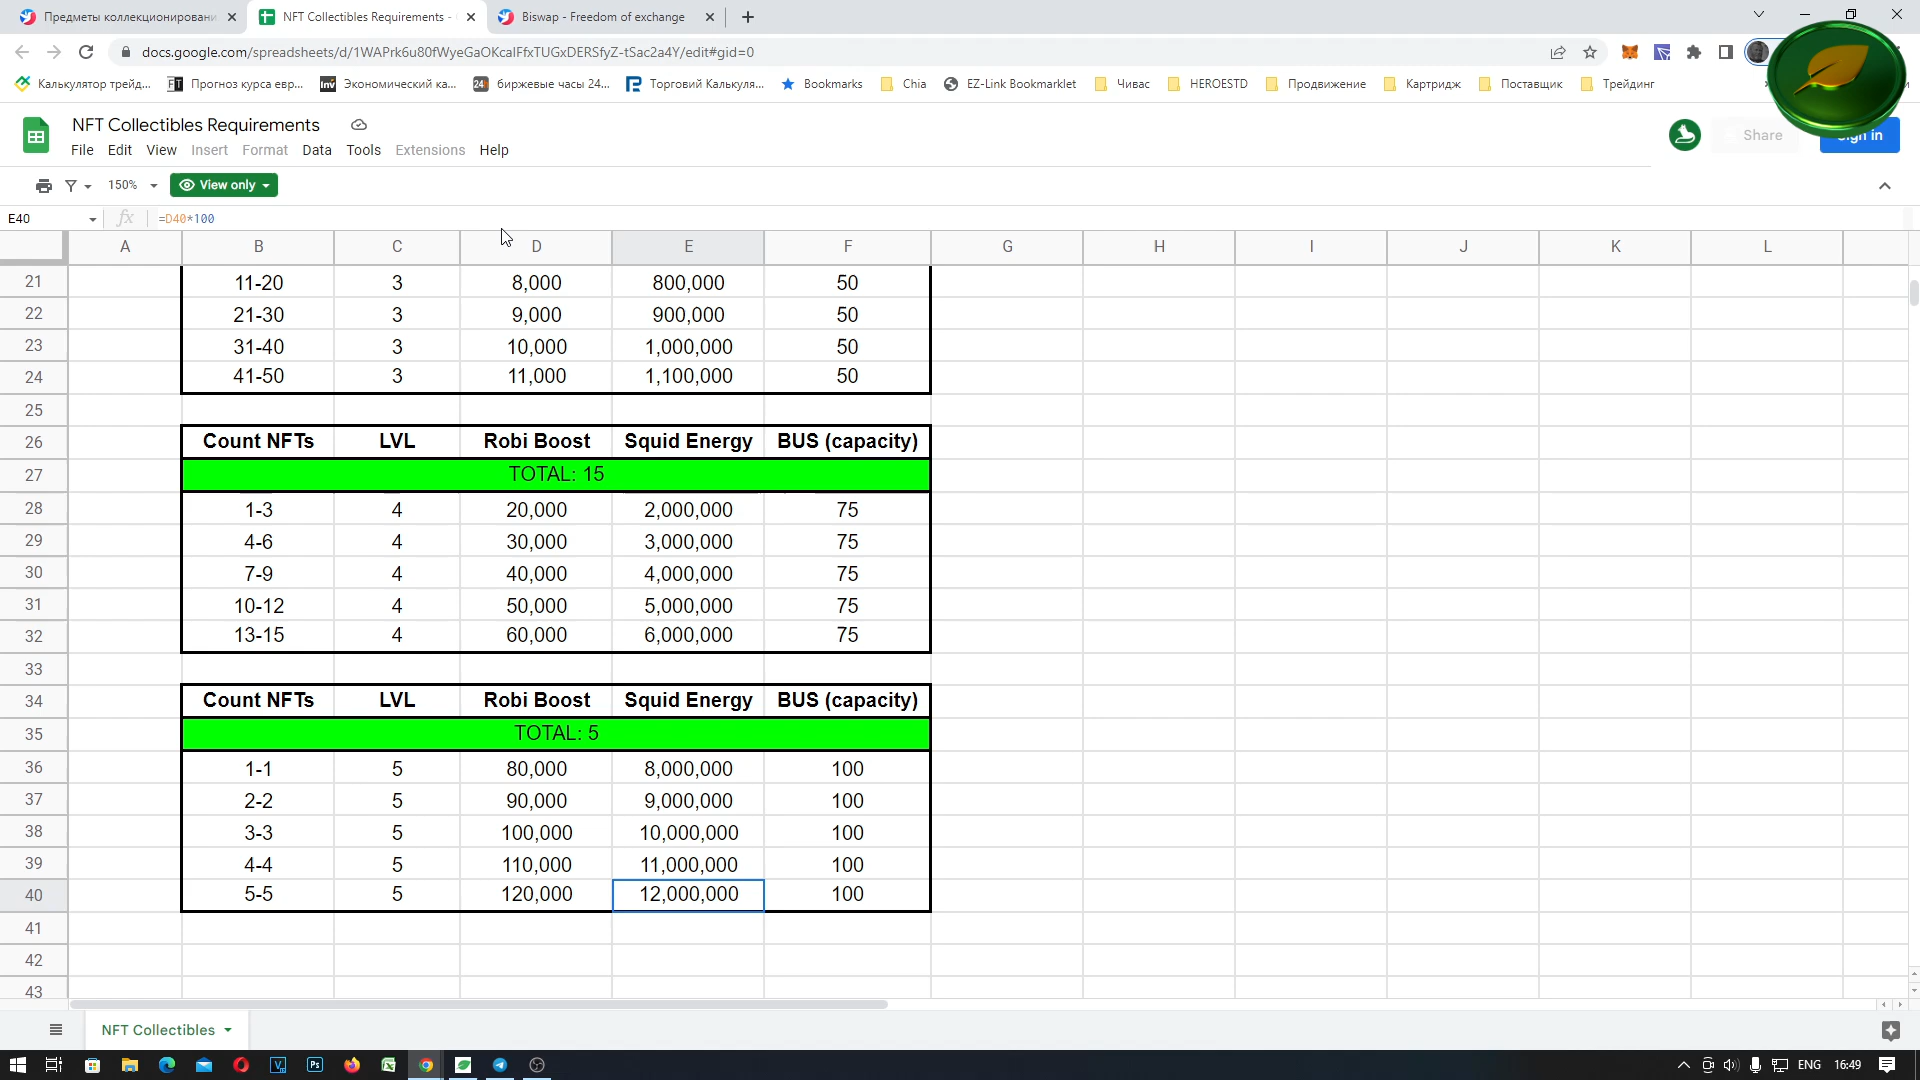 Предметы коллекционировани
NFT Collectibles Requirements -
Biswap - Freedom of exchange
docs.google.com/spreadsheets/d/1WAPrk6u80fWyeGaOKcaIFfxTUGxDERSfyZ-tSac2a4Y/edit#gid=0
Калькулятор трейд...
Прогноз курса евр...
Экономический ка...
биржевые часы 24...
Торговий Калькуля...
Bookmarks
Chia
EZ-Link Bookmarklet
Чивас
HEROESTD
Продвижение
Картридж
Поставщик
Трейдинг
NFT Collectibles Requirements
File Edit View Insert Format Data Tools Extensions Help
Share
Sign in
150%
View only
E40
fx
=D40*100
A B C D E F G H I J K L
21 11-20 3 8,000 800,000 50
22 21-30 3 9,000 900,000 50
23 31-40 3 10,000 1,000,000 50
24 41-50 3 11,000 1,100,000 50
25
26 Count NFTs LVL Robi Boost Squid Energy BUS (capacity)
27 TOTAL: 15
28 1-3 4 20,000 2,000,000 75
29 4-6 4 30,000 3,000,000 75
30 7-9 4 40,000 4,000,000 75
31 10-12 4 50,000 5,000,000 75
32 13-15 4 60,000 6,000,000 75
33
34 Count NFTs LVL Robi Boost Squid Energy BUS (capacity)
35 TOTAL: 5
36 1-1 5 80,000 8,000,000 100
37 2-2 5 90,000 9,000,000 100
38 3-3 5 100,000 10,000,000 100
39 4-4 5 110,000 11,000,000 100
40 5-5 5 120,000 12,000,000 100
41
42
43
NFT Collectibles
ENG 16:49